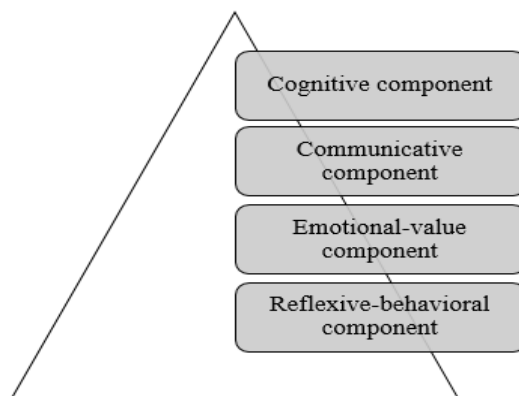 Cognitive component
Communicative
component
Emotional-value
component
Reflexive-behavioral
component